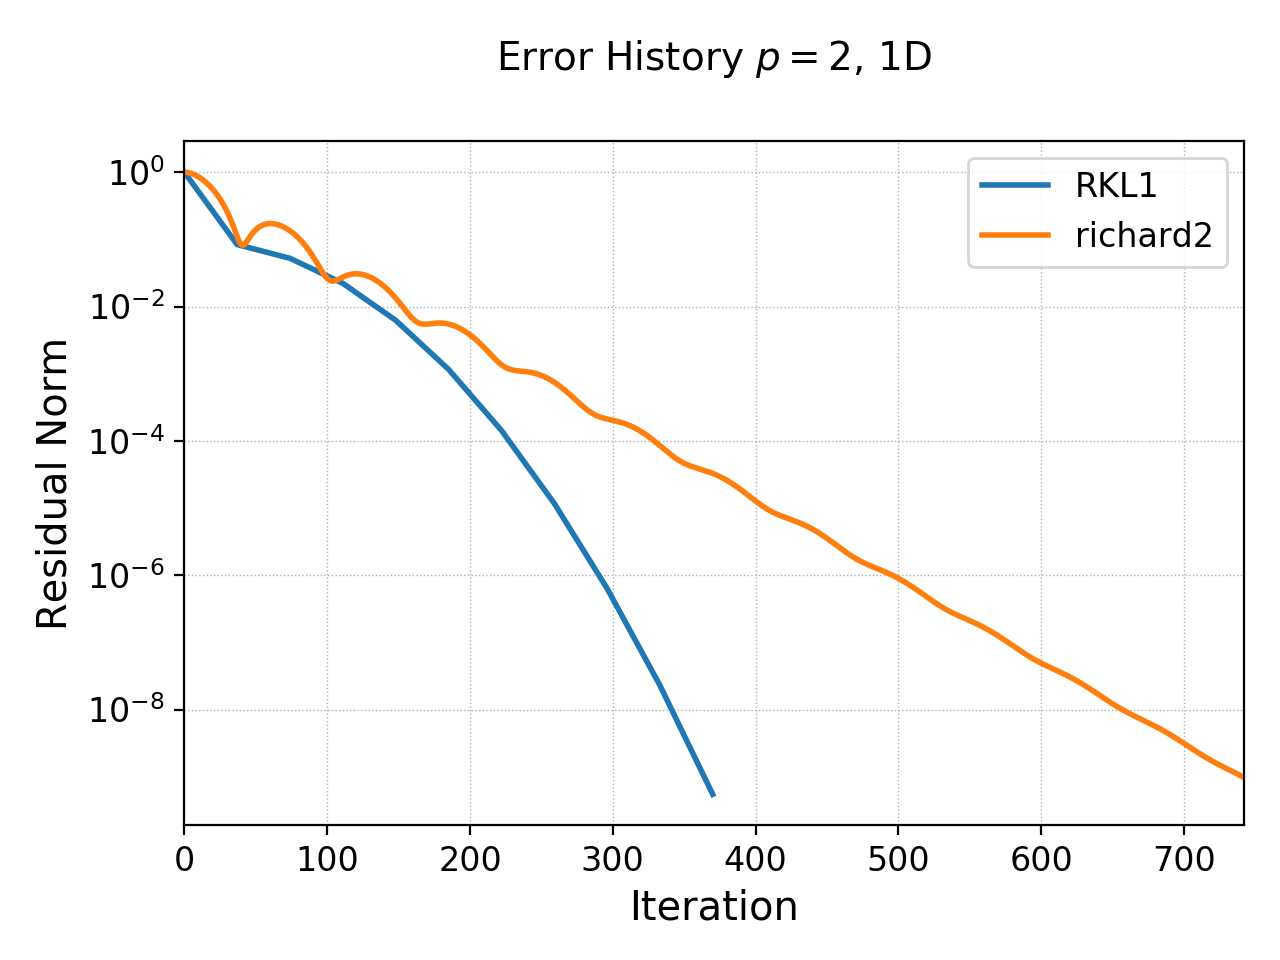 Error History p = 2, 1D
10^0
10^−2
10^−4
10^−6
10^−8
Residual Norm
RKL1
richard2
0 100 200 300 400 500 600 700
Iteration